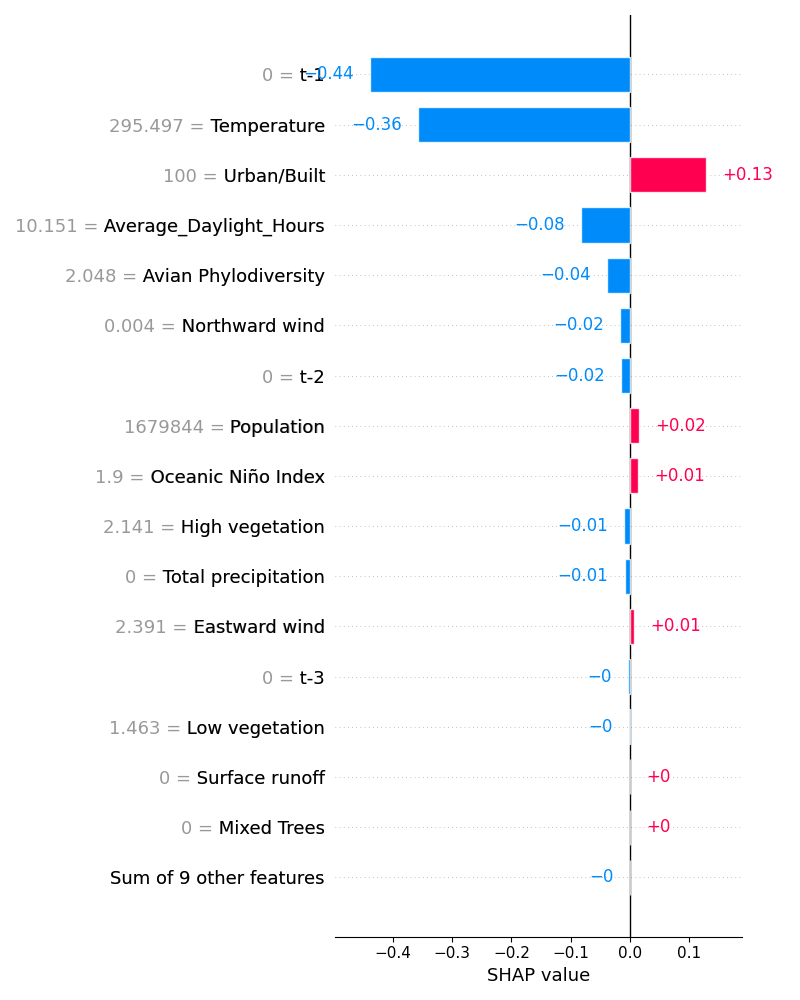 0 = t-1 −0.44
295.497 = Temperature −0.36
100 = Urban/Built +0.13
10.151 = Average_Daylight_Hours −0.08
2.048 = Avian Phylodiversity −0.04
0.004 = Northward wind −0.02
0 = t-2 −0.02
1679844 = Population +0.02
1.9 = Oceanic Niño Index +0.01
2.141 = High vegetation −0.01
0 = Total precipitation −0.01
2.391 = Eastward wind +0.01
0 = t-3 −0
1.463 = Low vegetation −0
0 = Surface runoff +0
0 = Mixed Trees +0
Sum of 9 other features −0
−0.4 −0.3 −0.2 −0.1 0.0 0.1
SHAP value